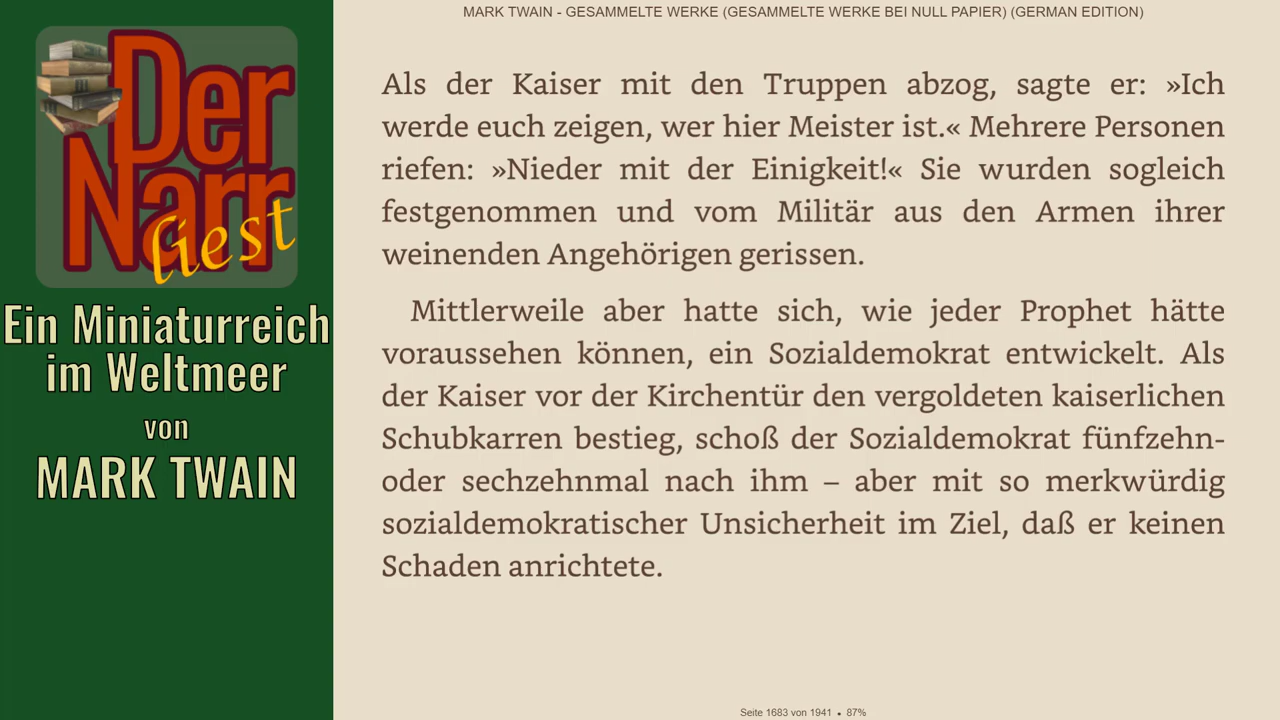 Der
Narr
liest
Ein Miniaturreich
im Weltmeer
von
MARK TWAIN
MARK TWAIN - GESAMMELTE WERKE (GESAMMELTE WERKE BEI NULL PAPIER) (GERMAN EDITION)
Als der Kaiser mit den Truppen abzog, sagte er: »Ich
werde euch zeigen, wer hier Meister ist.« Mehrere Personen
riefen: »Nieder mit der Einigkeit!« Sie wurden sogleich
festgenommen und vom Militär aus den Armen ihrer
weinenden Angehörigen gerissen.
Mittlerweile aber hatte sich, wie jeder Prophet hätte
voraussehen können, ein Sozialdemokrat entwickelt. Als
der Kaiser vor der Kirchentür den vergoldeten kaiserlichen
Schubkarren bestieg, schoß der Sozialdemokrat fünfzehn-
oder sechzehnmal nach ihm – aber mit so merkwürdig
sozialdemokratischer Unsicherheit im Ziel, daß er keinen
Schaden anrichtete.
Seite 1683 von 1941 • 87%